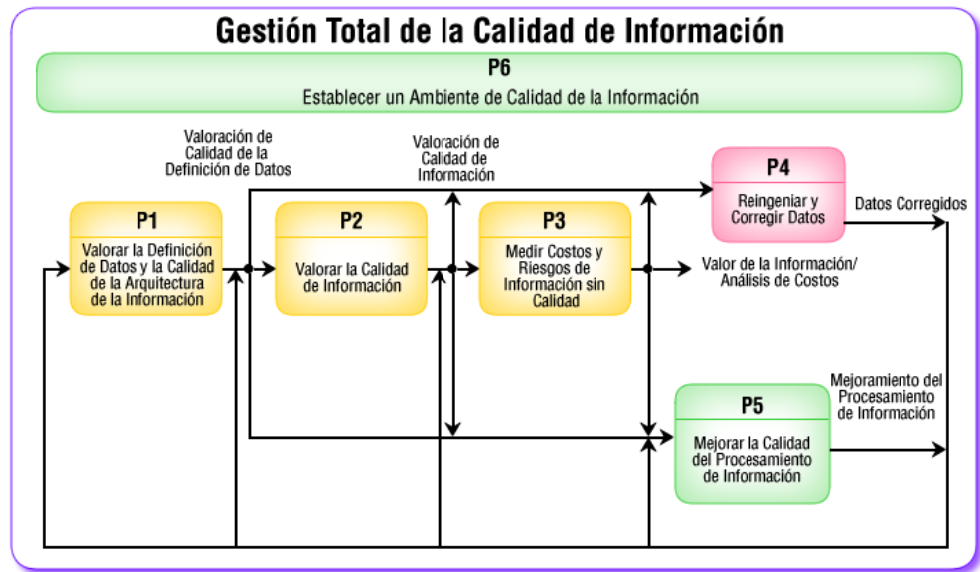 Gestión Total de la Calidad de Información
P6
Establecer un Ambiente de Calidad de la Información
Valoración de
Calidad de la
Definición de Datos
Valoración de
Calidad de
Información
P1
Valorar la Definición
de Datos y la Calidad
de la Arquitectura
de la Información
P2
Valorar la Calidad
de Información
P3
Medir Costos y
Riesgos de
Información sin
Calidad
P4
Reingeniar y
Corregir Datos
Datos Corregidos
Valor de la Información/
Análisis de Costos
P5
Mejorar la Calidad
del Procesamiento
de Información
Mejoramiento del
Procesamiento
de Información